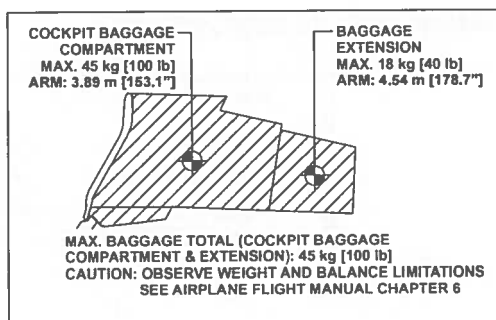 COCKPIT BAGGAGE
COMPARTMENT
MAX. 45 kg [100 lb]
ARM: 3.89 m [153.1"]
BAGGAGE
EXTENSION
MAX. 18 kg [40 lb]
ARM: 4.54 m [178.7"]
MAX. BAGGAGE TOTAL (COCKPIT BAGGAGE
COMPARTMENT & EXTENSION): 45 kg [100 lb]
CAUTION: OBSERVE WEIGHT AND BALANCE LIMITATIONS
SEE AIRPLANE FLIGHT MANUAL CHAPTER 6